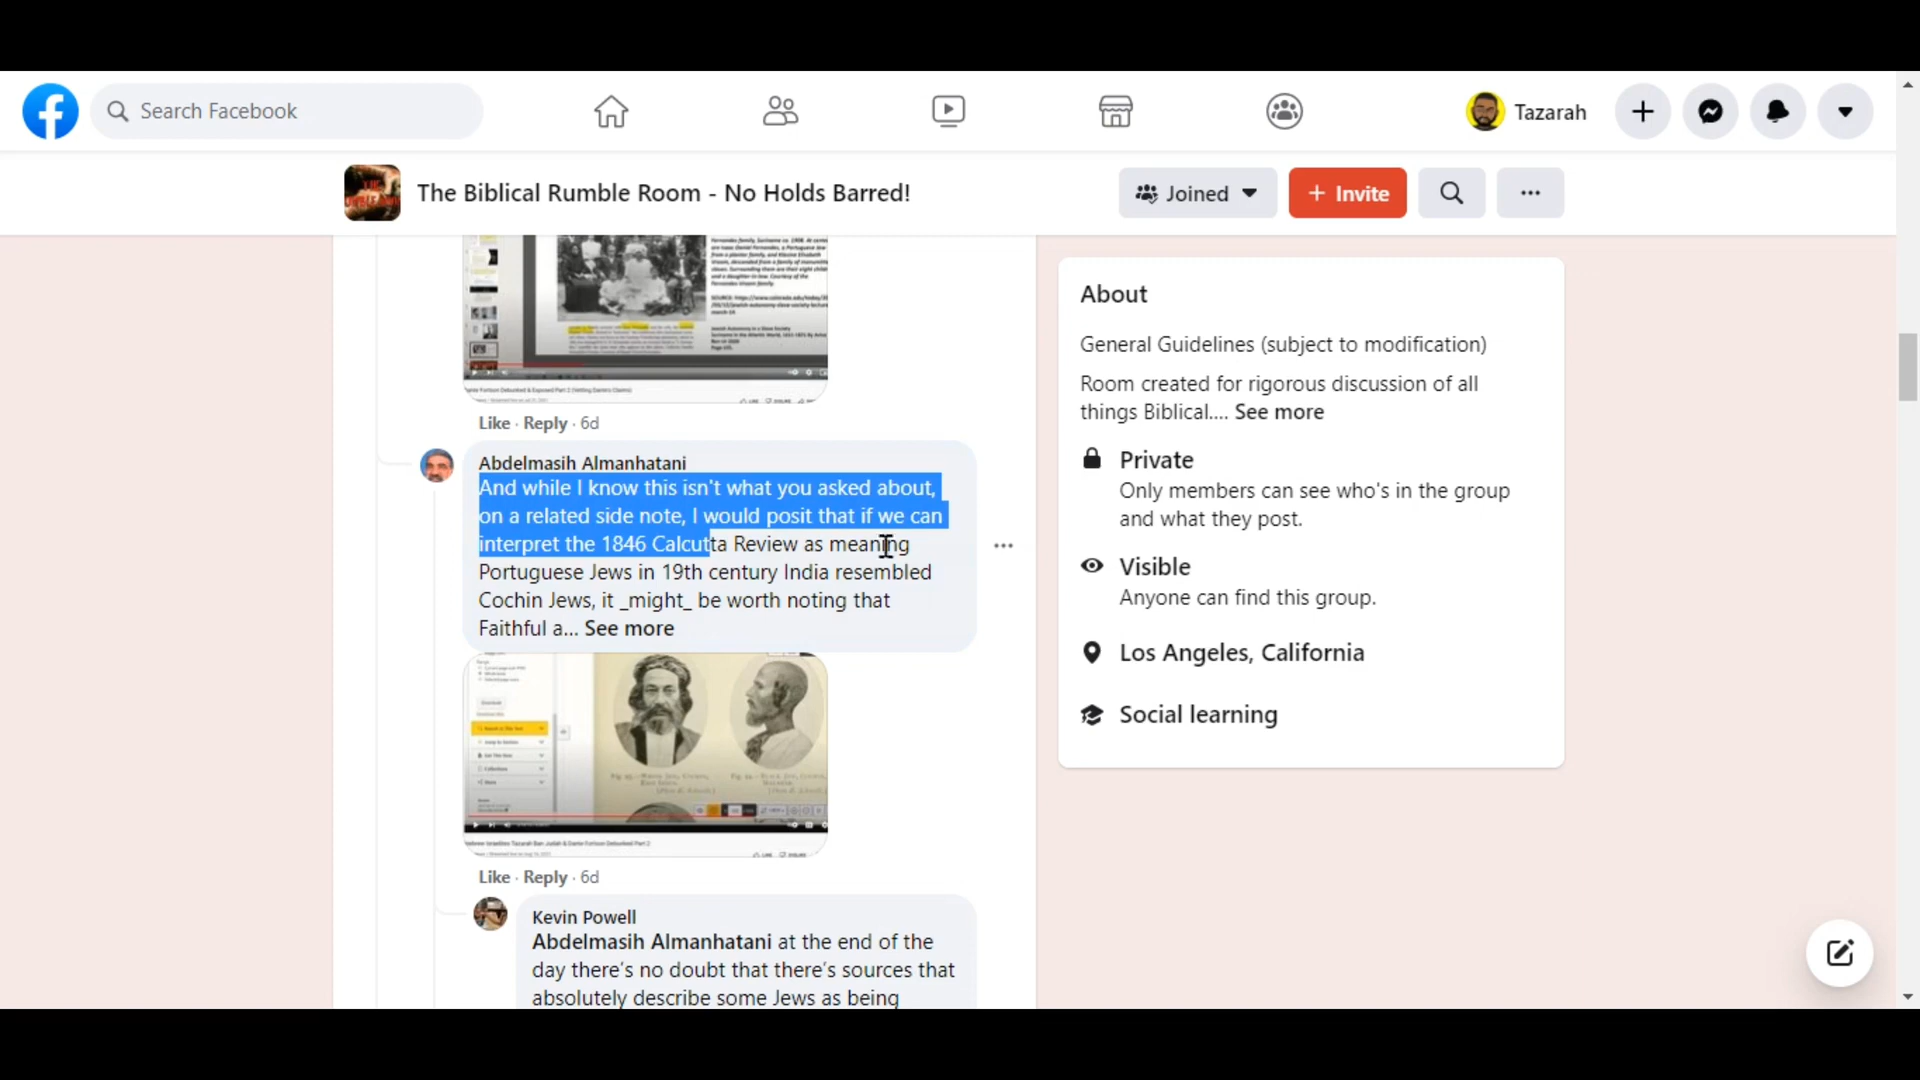 Search Facebook
Tazarah
The Biblical Rumble Room - No Holds Barred!
Joined
+ Invite
Like · Reply · 6d
Abdelmasih Almanhatani
And while I know this isn't what you asked about,
on a related side note, I would posit that if we can
interpret the 1846 Calcutta Review as meaning
Portuguese Jews in 19th century India resembled
Cochin Jews, it _might_ be worth noting that
Faithful a... See more
Like · Reply · 6d
Kevin Powell
Abdelmasih Almanhatani at the end of the
day there's no doubt that there's sources that
absolutely describe some Jews as being
About
General Guidelines (subject to modification)
Room created for rigorous discussion of all
things Biblical.... See more
Private
Only members can see who's in the group
and what they post.
Visible
Anyone can find this group.
Los Angeles, California
Social learning